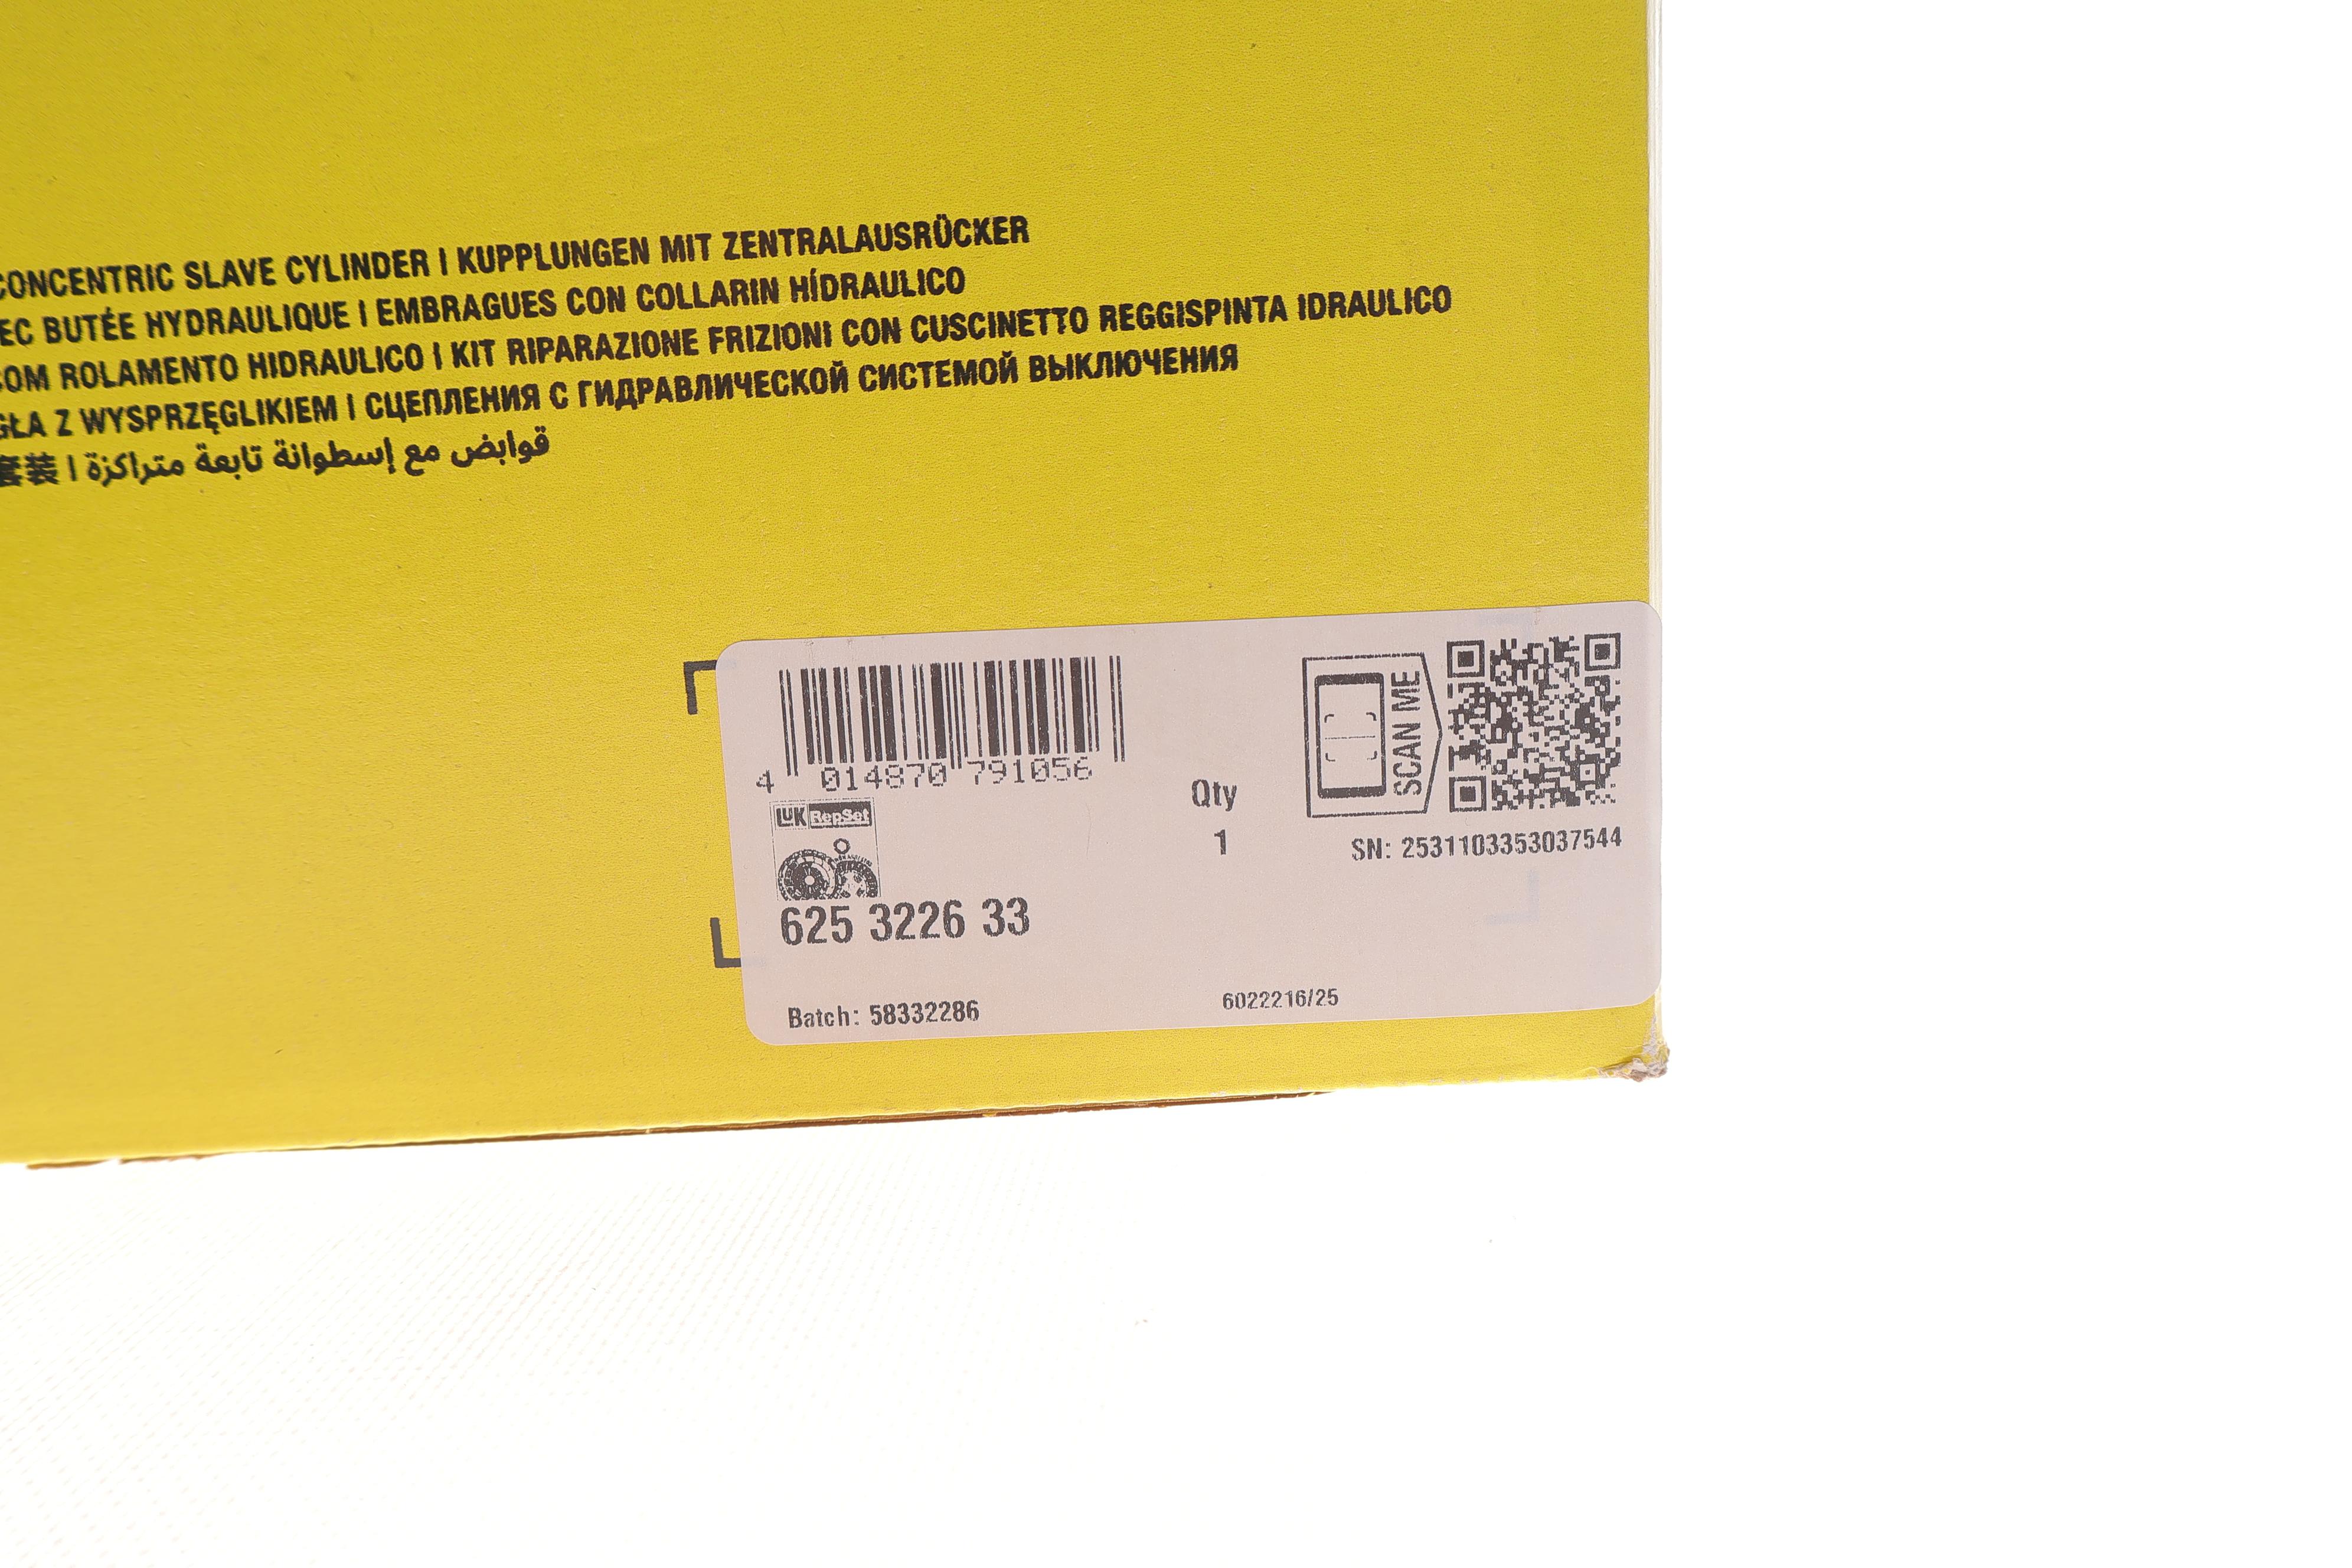 CONCENTRIC SLAVE CYLINDER | KUPPLUNGEN MIT ZENTRALAUSRÜCKER
EC BUTÉE HYDRAULIQUE | EMBRAGUES CON COLLARIN HÍDRAULICO
COM ROLAMENTO HIDRAULICO | KIT RIPARAZIONE FRIZIONI CON CUSCINETTO REGGISPINTA IDRAULICO
GŁA Z WYSPRZĘGLIKIEM | СЦЕПЛЕНИЯ С ГИДРАВЛИЧЕСКОЙ СИСТЕМОЙ ВЫКЛЮЧЕНИЯ
套装 | قوابض مع إسطوانة تابعة متراكزة
4 014870 791056
SCAN ME
LuK RepSet
Qty
1
SN: 2531103353037544
625 3226 33
Batch: 58332286
6022216/25